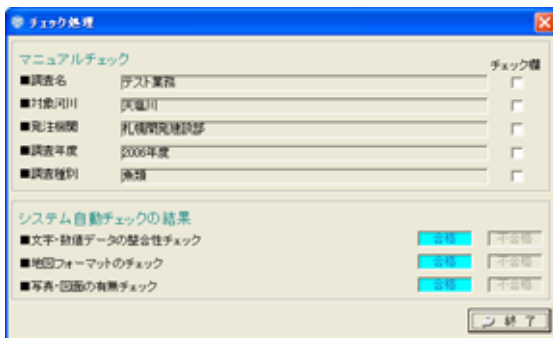 チェック処理
マニュアルチェック
チェック欄
■調査名 テスト業務
■対象河川 天塩川
■発注機関 札幌開発建設部
■調査年度 2006年度
■調査種別 魚類
システム自動チェックの結果
■文字・数値データの整合性チェック 合格 不合格
■地図フォーマットのチェック 合格 不合格
■写真・図面の有無チェック 合格 不合格
終 了